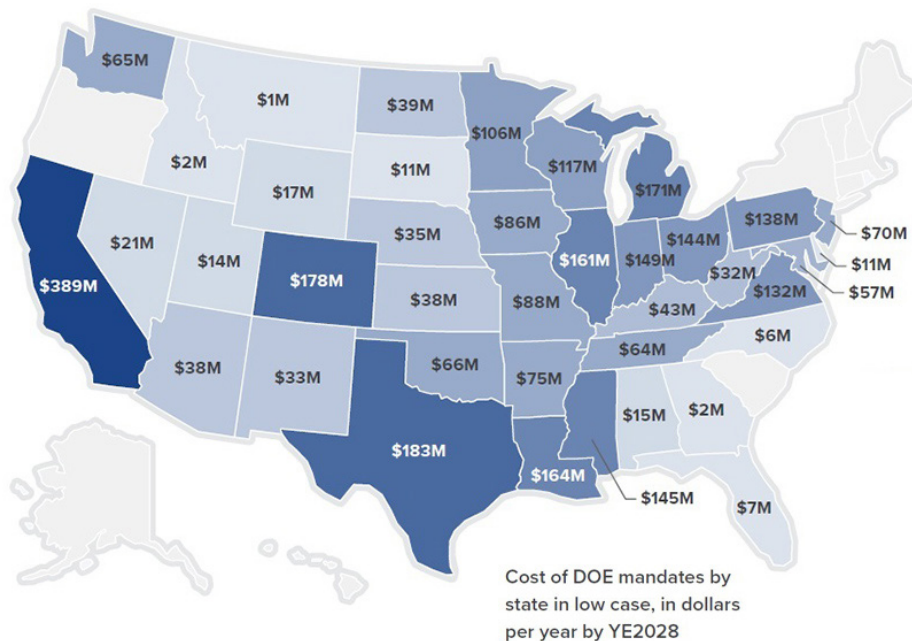 $65M
$1M
$39M
$106M
$2M
$11M
$117M
$171M
$17M
$86M
$138M
$70M
$21M
$14M
$35M
$161M
$149M
$144M
$11M
$389M
$178M
$38M
$88M
$32M
$132M
$57M
$43M
$38M
$33M
$66M
$75M
$64M
$6M
$183M
$164M
$15M
$2M
$145M
$7M
Cost of DOE mandates by
state in low case, in dollars
per year by YE2028